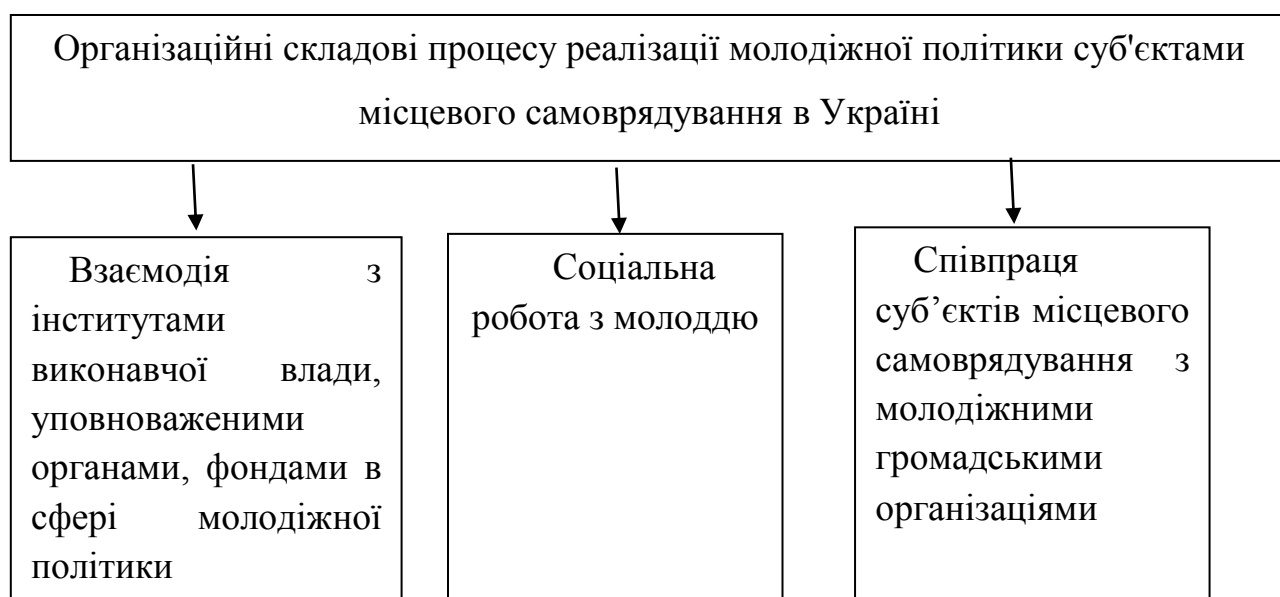 Організаційні складові процесу реалізації молодіжної політики суб'єктами
місцевого самоврядування в Україні
Взаємодія з
інститутами
виконавчої влади,
уповноваженими
органами, фондами в
сфері молодіжної
політики
Соціальна
робота з молоддю
Співпраця
суб’єктів місцевого
самоврядування з
молодіжними
громадськими
організаціями